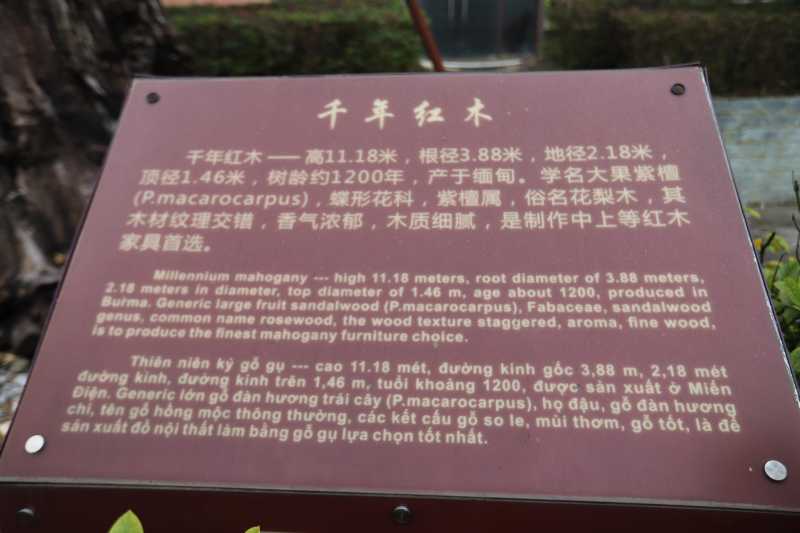 千年红木
千年红木——高11.18米，根径3.88米，地径2.18米，
顶径1.46米，树龄约1200年，产于缅甸。学名大果紫檀
(P.macarocarpus)，蝶形花科，紫檀属，俗名花梨木，其
木材纹理交错，香气浓郁，木质细腻，是制作中上等红木
家具首选。
Millennium mahogany --- high 11.18 meters, root diameter of 3.88 meters,
2.18 meters in diameter, top diameter of 1.46 m, age about 1200, produced in
Burma. Generic large fruit sandalwood (P.macarocarpus), Fabaceae, sandalwood
genus, common name rosewood, the wood texture staggered, aroma, fine wood,
is to produce the finest mahogany furniture choice.
Thiên niên kỷ gỗ gụ --- cao 11.18 mét, đường kính gốc 3,88 m, 2,18 mét
đường kính, đường kính trên 1,46 m, tuổi khoảng 1200, được sản xuất ở Miến
Điện. Generic lớn gỗ đàn hương trái cây (P.macarocarpus), họ đậu, gỗ đàn hương
chi, tên gỗ hồng mộc thông thường, các kết cấu gỗ so le, mùi thơm, gỗ tốt, là để
sản xuất đồ nội thất làm bằng gỗ gụ lựa chọn tốt nhất.